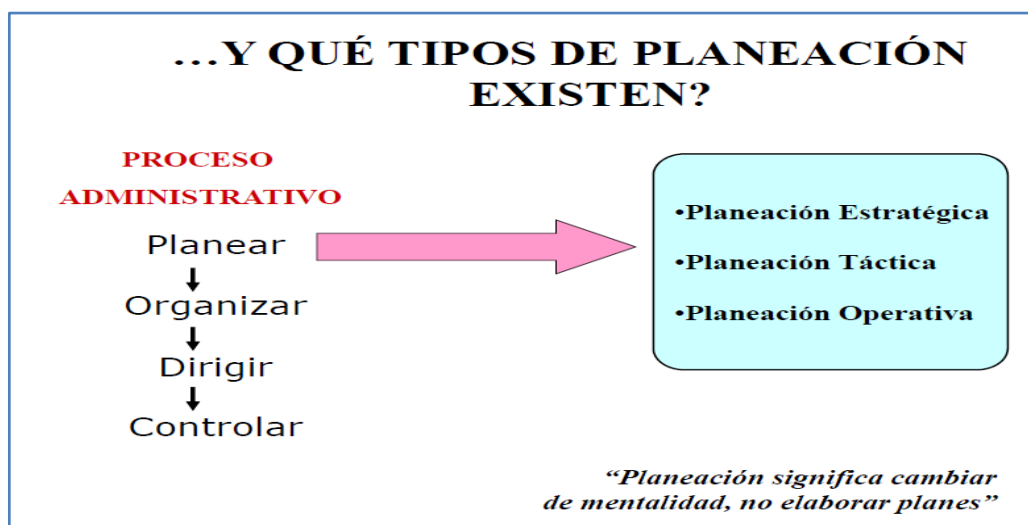 ...Y QUÉ TIPOS DE PLANEACIÓN
EXISTEN?
PROCESO
ADMINISTRATIVO
Planear
Organizar
Dirigir
Controlar
•Planeación Estratégica
•Planeación Táctica
•Planeación Operativa
“Planeación significa cambiar
de mentalidad, no elaborar planes”